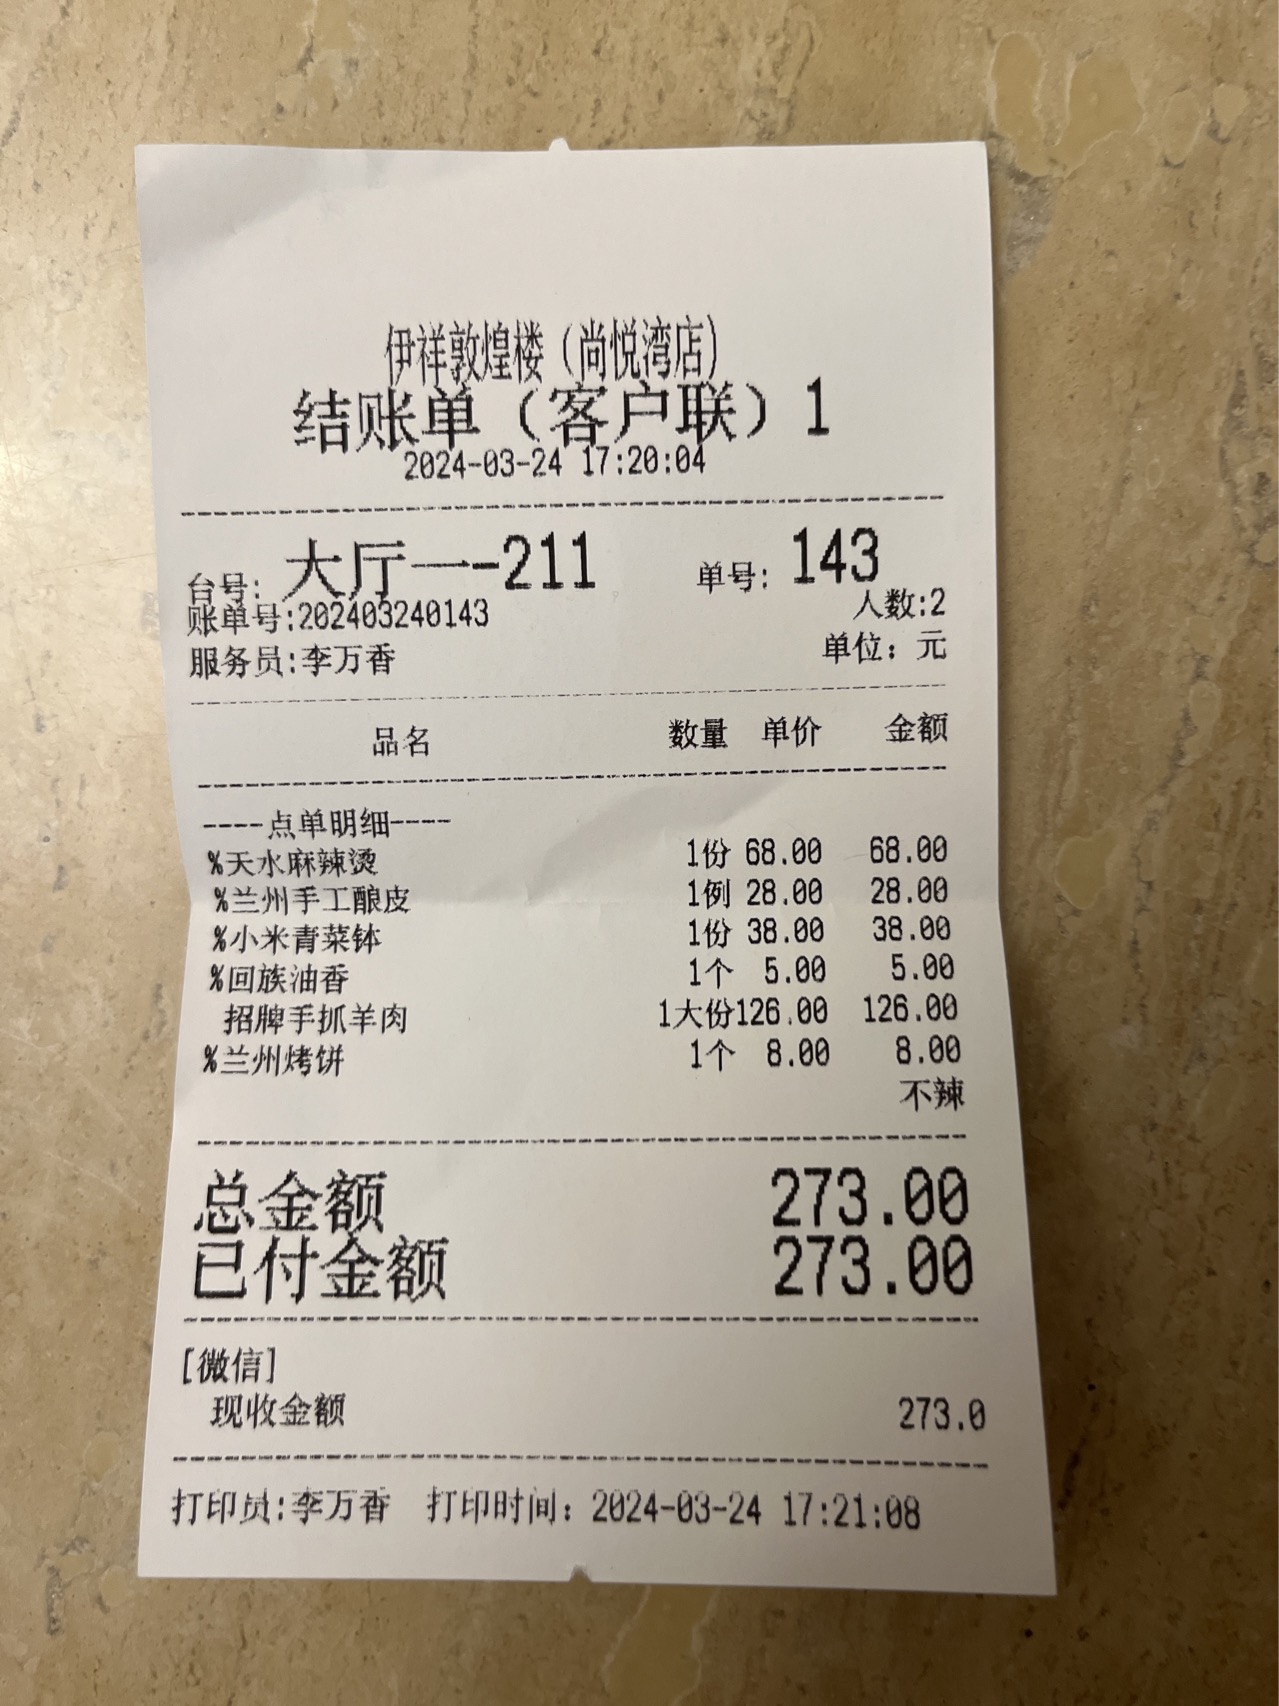 伊祥敦煌楼（尚悦湾店）
结账单（客户联）1
2024-03-24 17:20:04
台号: 大厅一-211 单号: 143
账单号:202403240143 人数:2
服务员:李万香 单位: 元
品名 数量 单价 金额
----点单明细----
%天水麻辣烫 1份 68.00 68.00
%兰州手工酿皮 1例 28.00 28.00
%小米青菜钵 1份 38.00 38.00
%回族油香 1个 5.00 5.00
招牌手抓羊肉 1大份126.00 126.00
%兰州烤饼 1个 8.00 8.00
不辣
总金额 273.00
已付金额 273.00
[微信]
现收金额 273.0
打印员:李万香 打印时间: 2024-03-24 17:21:08